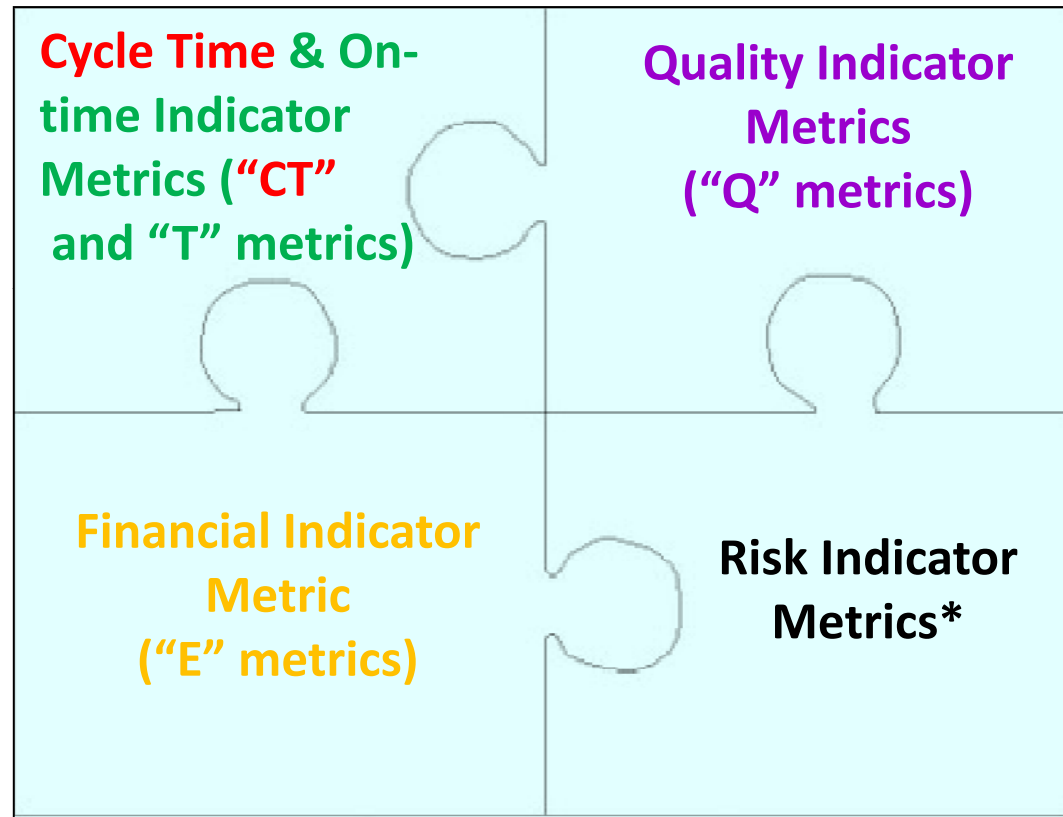 Cycle Time & On-
time Indicator
Metrics (“CT”
and “T” metrics)
Quality Indicator
Metrics
(“Q” metrics)
Financial Indicator
Metric
(“E” metrics)
Risk Indicator
Metrics*